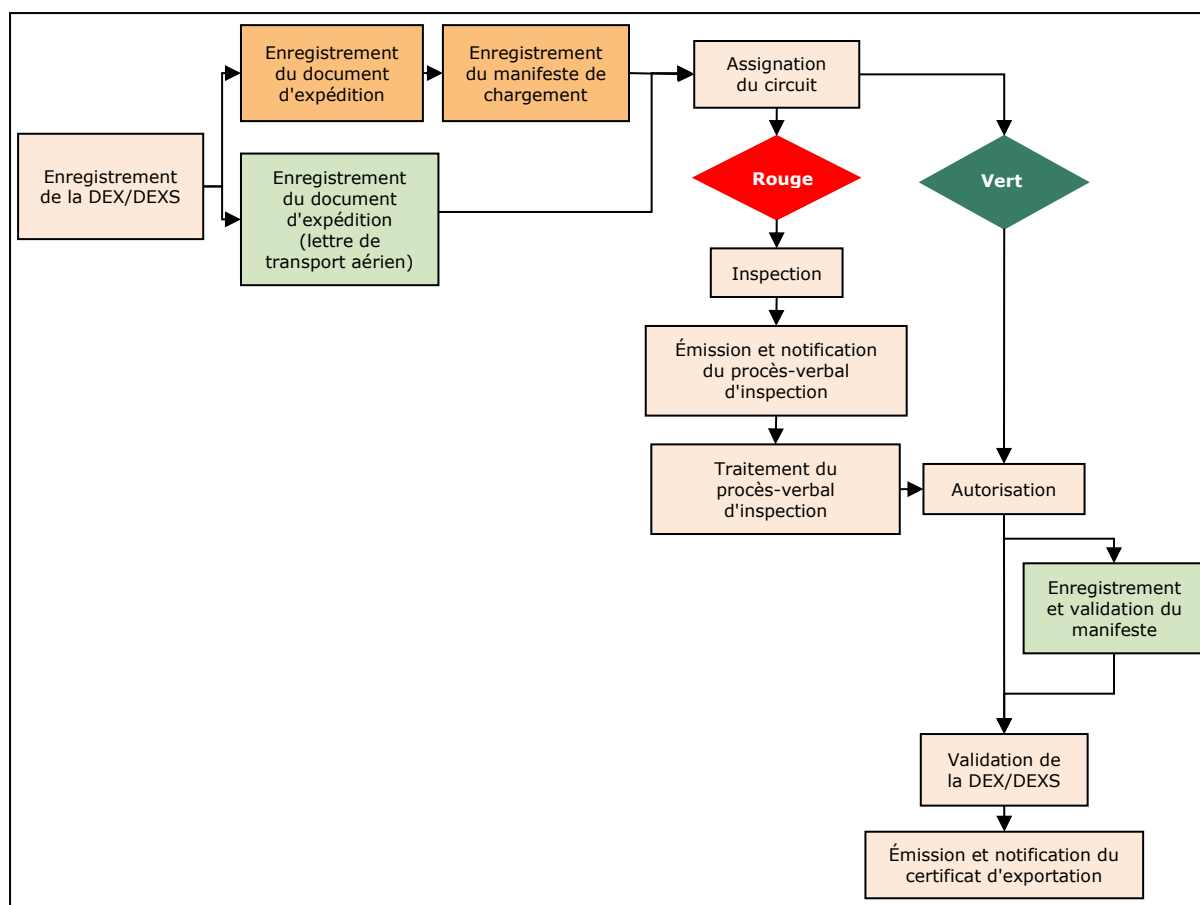 Enregistrement
de la DEX/DEXS
Enregistrement
du document
d'expédition
Enregistrement
du manifeste de
chargement
Enregistrement
du document
d'expédition
(lettre de
transport aérien)
Assignation
du circuit
Rouge
Vert
Inspection
Émission et notification
du procès-verbal
d'inspection
Traitement du
procès-verbal
d'inspection
Autorisation
Enregistrement
et validation du
manifeste
Validation de
la DEX/DEXS
Émission et notification du
certificat d'exportation